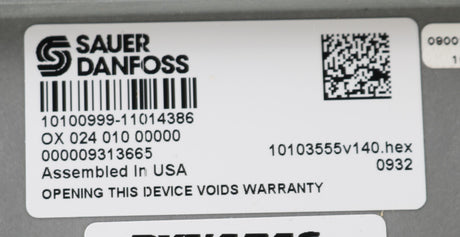 SAUER
DANFOSS
10100999-11014386
OX 024 010 00000
000009313665
Assembled In USA
10103555v140.hex
0932
OPENING THIS DEVICE VOIDS WARRANTY